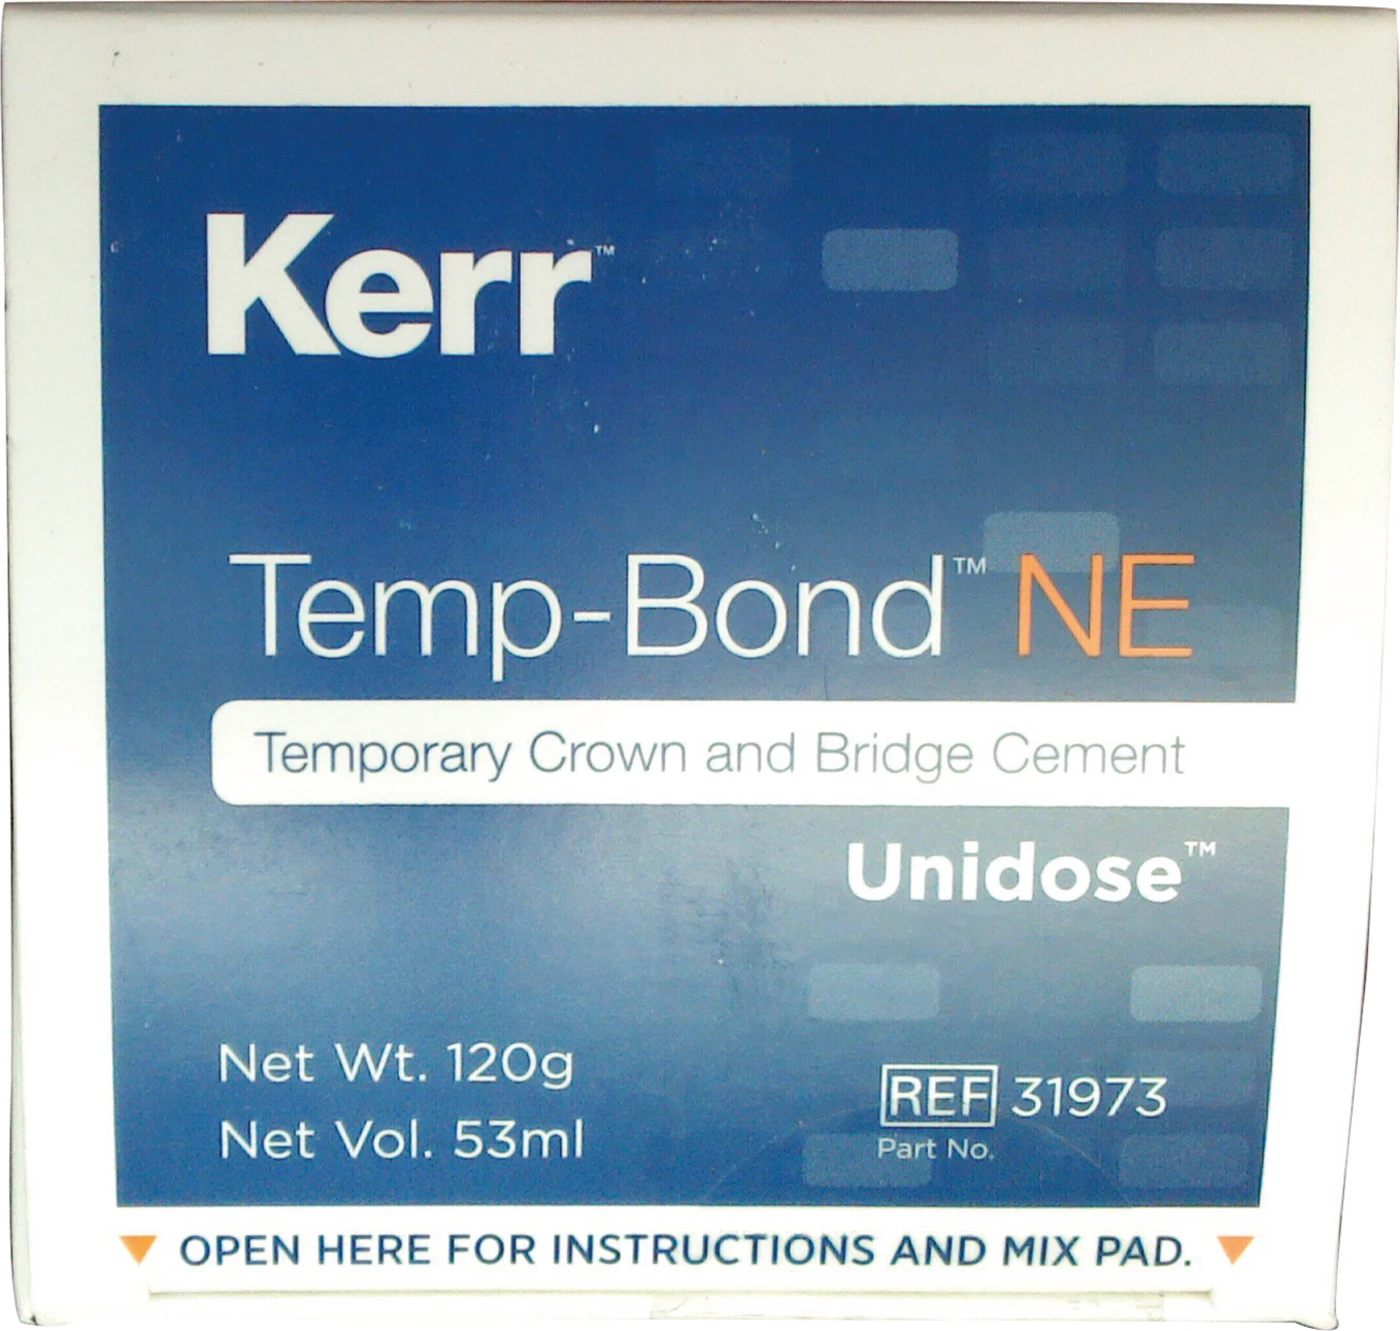 Kerr™
Temp-Bond™ NE
Temporary Crown and Bridge Cement
Unidose™
Net Wt. 120g
Net Vol. 53ml
REF 31973
Part No.
OPEN HERE FOR INSTRUCTIONS AND MIX PAD.